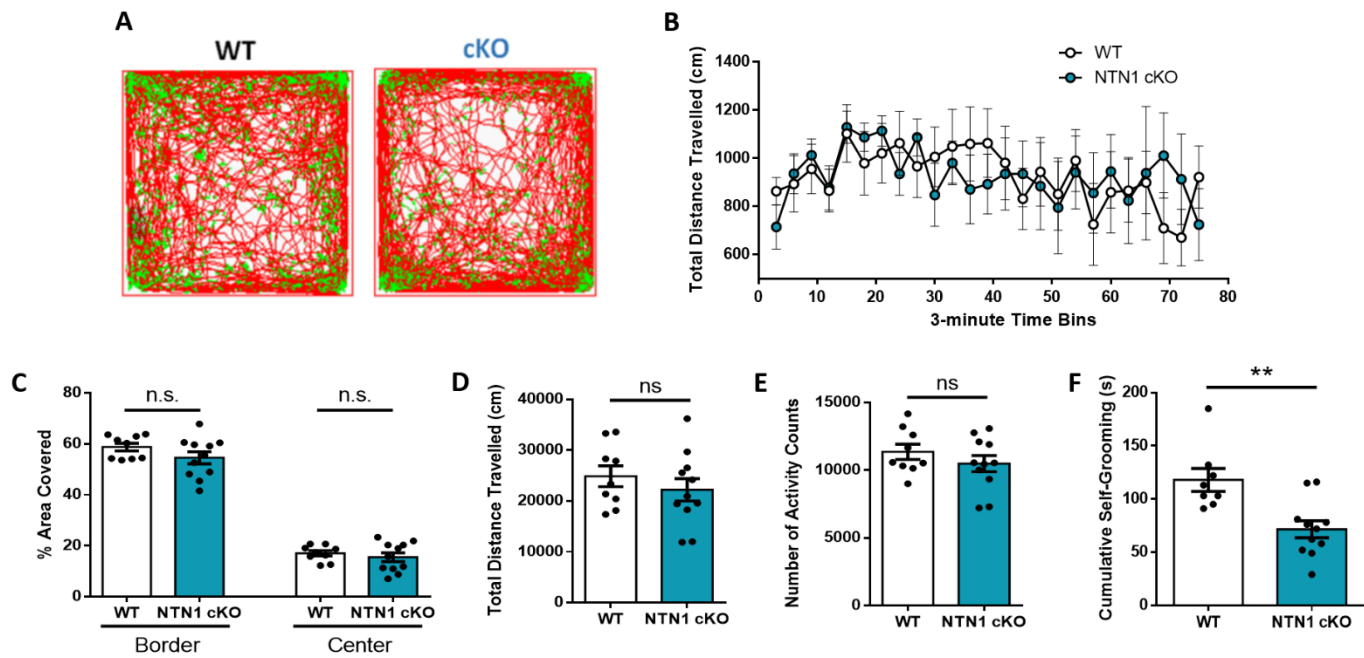 A
WT
cKO
B
WT
NTN1 cKO
Total Distance Travelled (cm)
1400
1200
1000
800
600
0
10
20
30
40
50
60
70
80
3-minute Time Bins
C
n.s.
n.s.
% Area Covered
80
60
40
20
0
WT
NTN1 cKO
WT
NTN1 cKO
Border
Center
D
ns
Total Distance Travelled (cm)
40000
30000
20000
10000
0
WT
NTN1 cKO
E
ns
Number of Activity Counts
15000
10000
5000
0
WT
NTN1 cKO
F
**
Cumulative Self-Grooming (s)
200
150
100
50
0
WT
NTN1 cKO